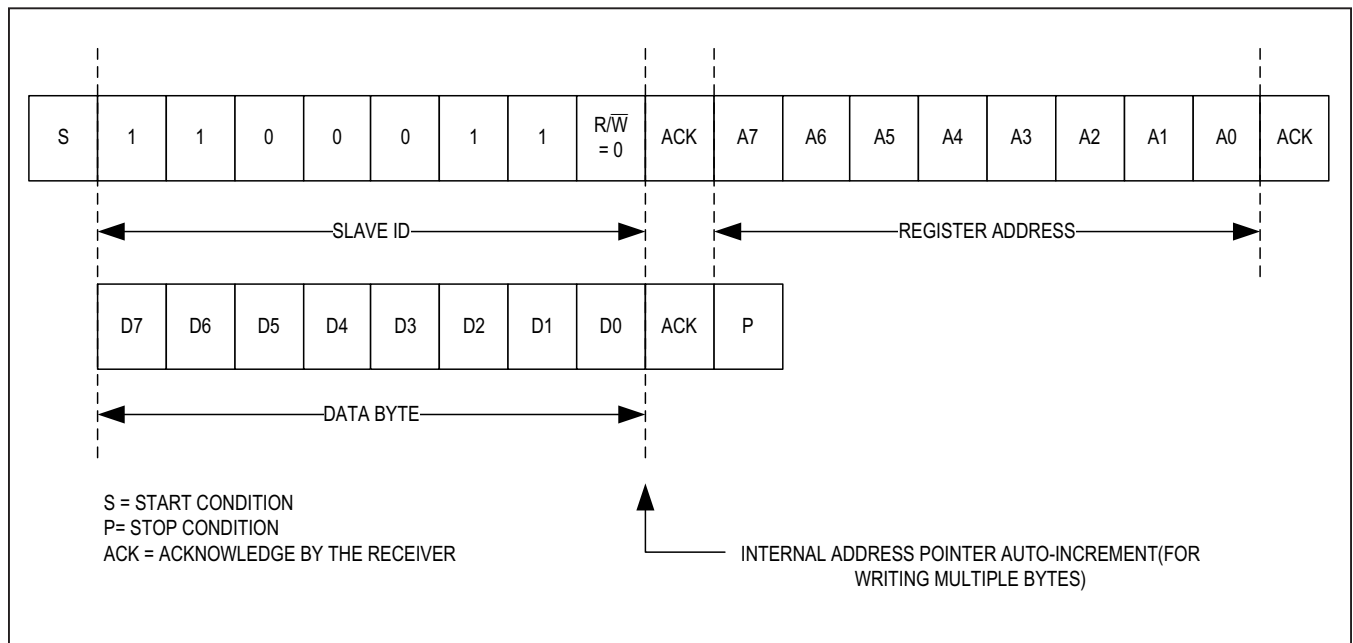 S 1 1 0 0 0 1 1 R/W̅ = 0 ACK A7 A6 A5 A4 A3 A2 A1 A0 ACK
SLAVE ID REGISTER ADDRESS
D7 D6 D5 D4 D3 D2 D1 D0 ACK P
DATA BYTE
S = START CONDITION
P= STOP CONDITION
ACK = ACKNOWLEDGE BY THE RECEIVER
INTERNAL ADDRESS POINTER AUTO-INCREMENT(FOR
WRITING MULTIPLE BYTES)